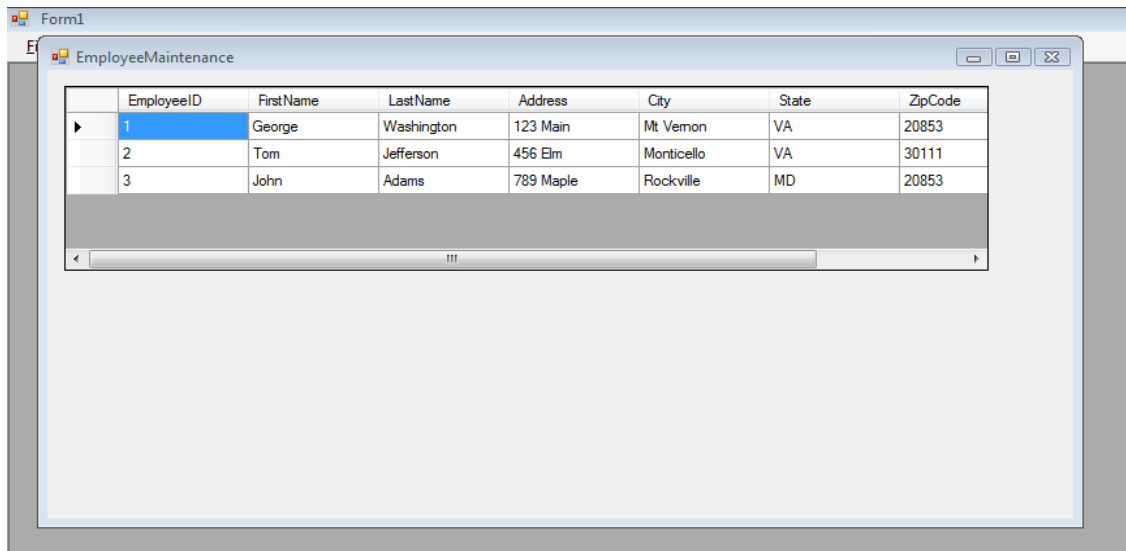 Form1
Fi
EmployeeMaintenance
EmployeeID FirstName LastName Address City State ZipCode
1 George Washington 123 Main Mt Vernon VA 20853
2 Tom Jefferson 456 Elm Monticello VA 30111
3 John Adams 789 Maple Rockville MD 20853